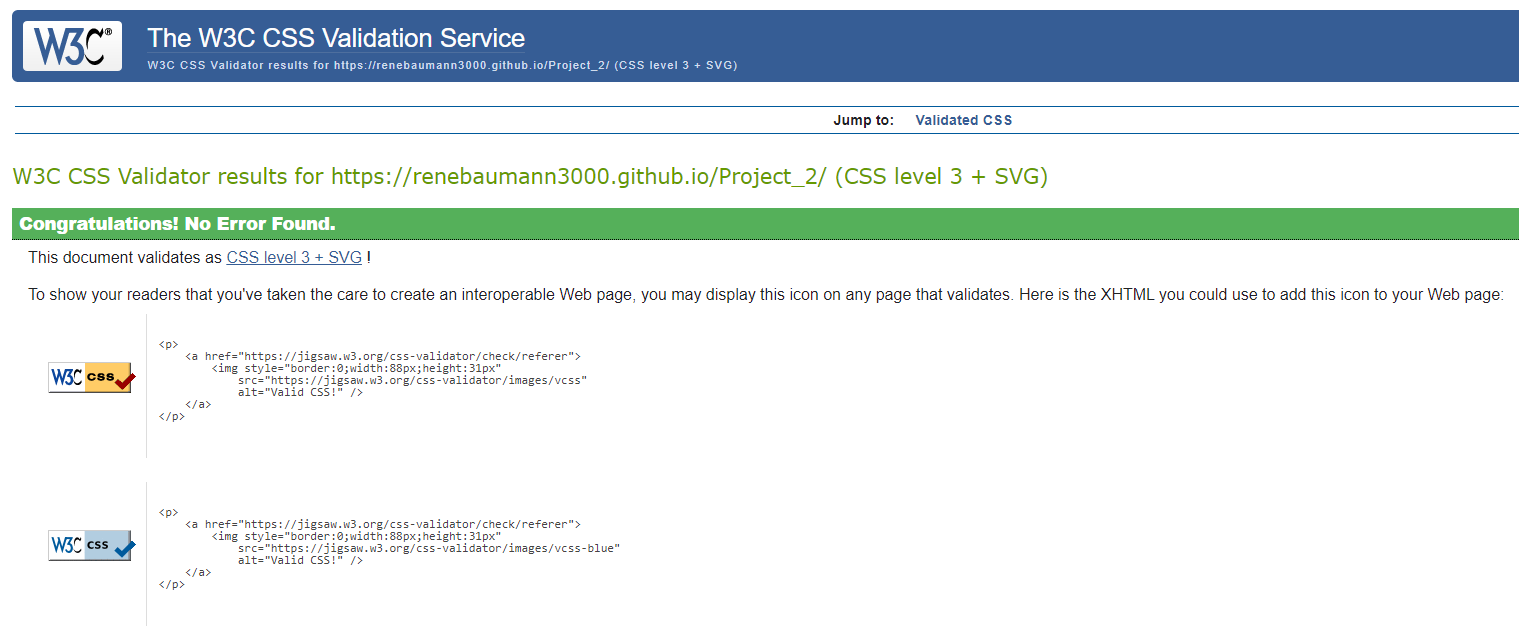 W3C®
The W3C CSS Validation Service
W3C CSS Validator results for https://renebaumann3000.github.io/Project_2/ (CSS level 3 + SVG)
Jump to: Validated CSS
W3C CSS Validator results for https://renebaumann3000.github.io/Project_2/ (CSS level 3 + SVG)
Congratulations! No Error Found.
This document validates as CSS level 3 + SVG !
To show your readers that you've taken the care to create an interoperable Web page, you may display this icon on any page that validates. Here is the XHTML you could use to add this icon to your Web page:
W3C css
<p>
<a href="https://jigsaw.w3.org/css-validator/check/referer">
<img style="border:0;width:88px;height:31px"
src="https://jigsaw.w3.org/css-validator/images/vcss"
alt="Valid CSS!" />
</a>
</p>
W3C css
<p>
<a href="https://jigsaw.w3.org/css-validator/check/referer">
<img style="border:0;width:88px;height:31px"
src="https://jigsaw.w3.org/css-validator/images/vcss-blue"
alt="Valid CSS!" />
</a>
</p>